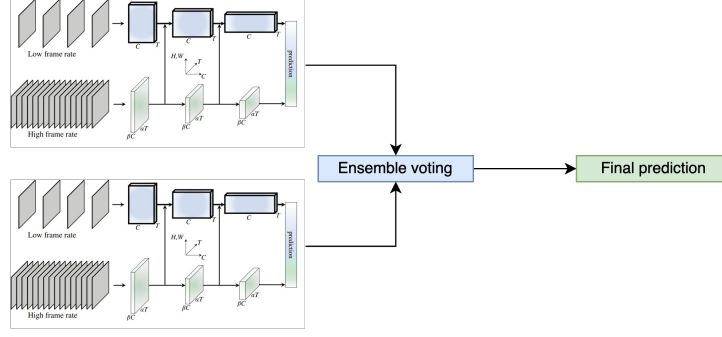 C
T
C
T
C
T
prediction
Low frame rate
H,W
T
C
High frame rate
βC
αT
βC
αT
βC
αT
Ensemble voting
Final prediction
C
T
C
T
C
T
prediction
Low frame rate
H,W
T
C
High frame rate
βC
αT
βC
αT
βC
αT